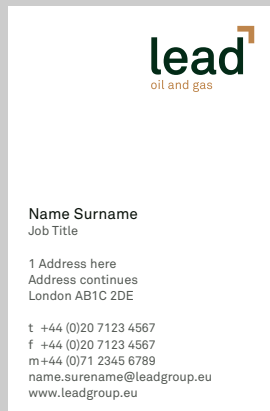 lead
oil and gas
Name Surname
Job Title
1 Address here
Address continues
London AB1C 2DE
t +44 (0)20 7123 4567
f +44 (0)20 7123 4567
m+44 (0)71 2345 6789
name.surename@leadgroup.eu
www.leadgroup.eu